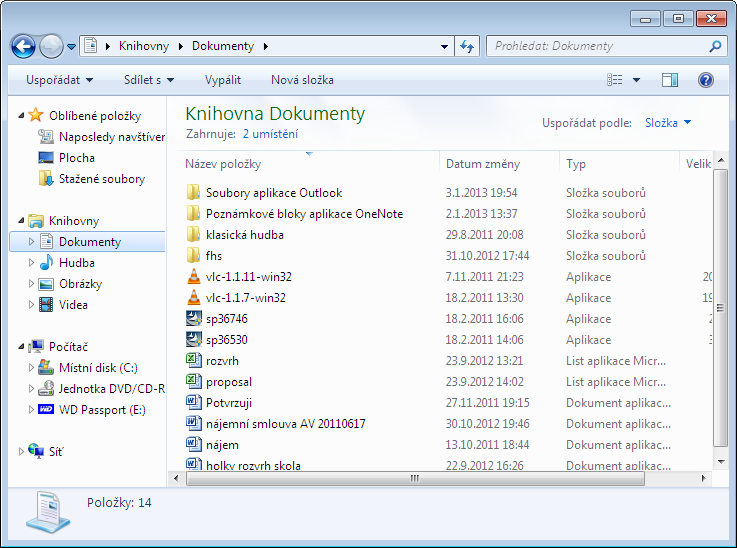 Knihovny Dokumenty Prohledat: Dokumenty
Uspořádat Sdílet s Vypálit Nová složka
Oblíbené položky
Naposledy navštíver
Plocha
Stažené soubory
Knihovny
Dokumenty
Hudba
Obrázky
Videa
Počítač
Místní disk (C:)
Jednotka DVD/CD-R
WD Passport (E:)
Síť
Knihovna Dokumenty
Zahrnuje: 2 umístění
Uspořádat podle: Složka
Název položky Datum změny Typ Velik
Soubory aplikace Outlook 3.1.2013 19:54 Složka souborů
Poznámkové bloky aplikace OneNote 2.1.2013 13:37 Složka souborů
klasická hudba 29.8.2011 20:08 Složka souborů
fhs 31.10.2012 17:44 Složka souborů
vlc-1.1.11-win32 7.11.2011 21:23 Aplikace 20
vlc-1.1.7-win32 18.2.2011 13:30 Aplikace 19
sp36746 18.2.2011 16:06 Aplikace 2
sp36530 18.2.2011 14:06 Aplikace 3
rozvrh 23.9.2012 13:21 List aplikace Micr...
proposal 23.9.2012 14:02 List aplikace Micr...
Potvrzuji 27.11.2011 19:15 Dokument aplikac...
nájemní smlouva AV 20110617 30.10.2012 19:46 Dokument aplikac...
nájem 13.10.2011 18:44 Dokument aplikac...
holky rozvrh skola 22.9.2012 16:26 Dokument aplikac...
Položky: 14